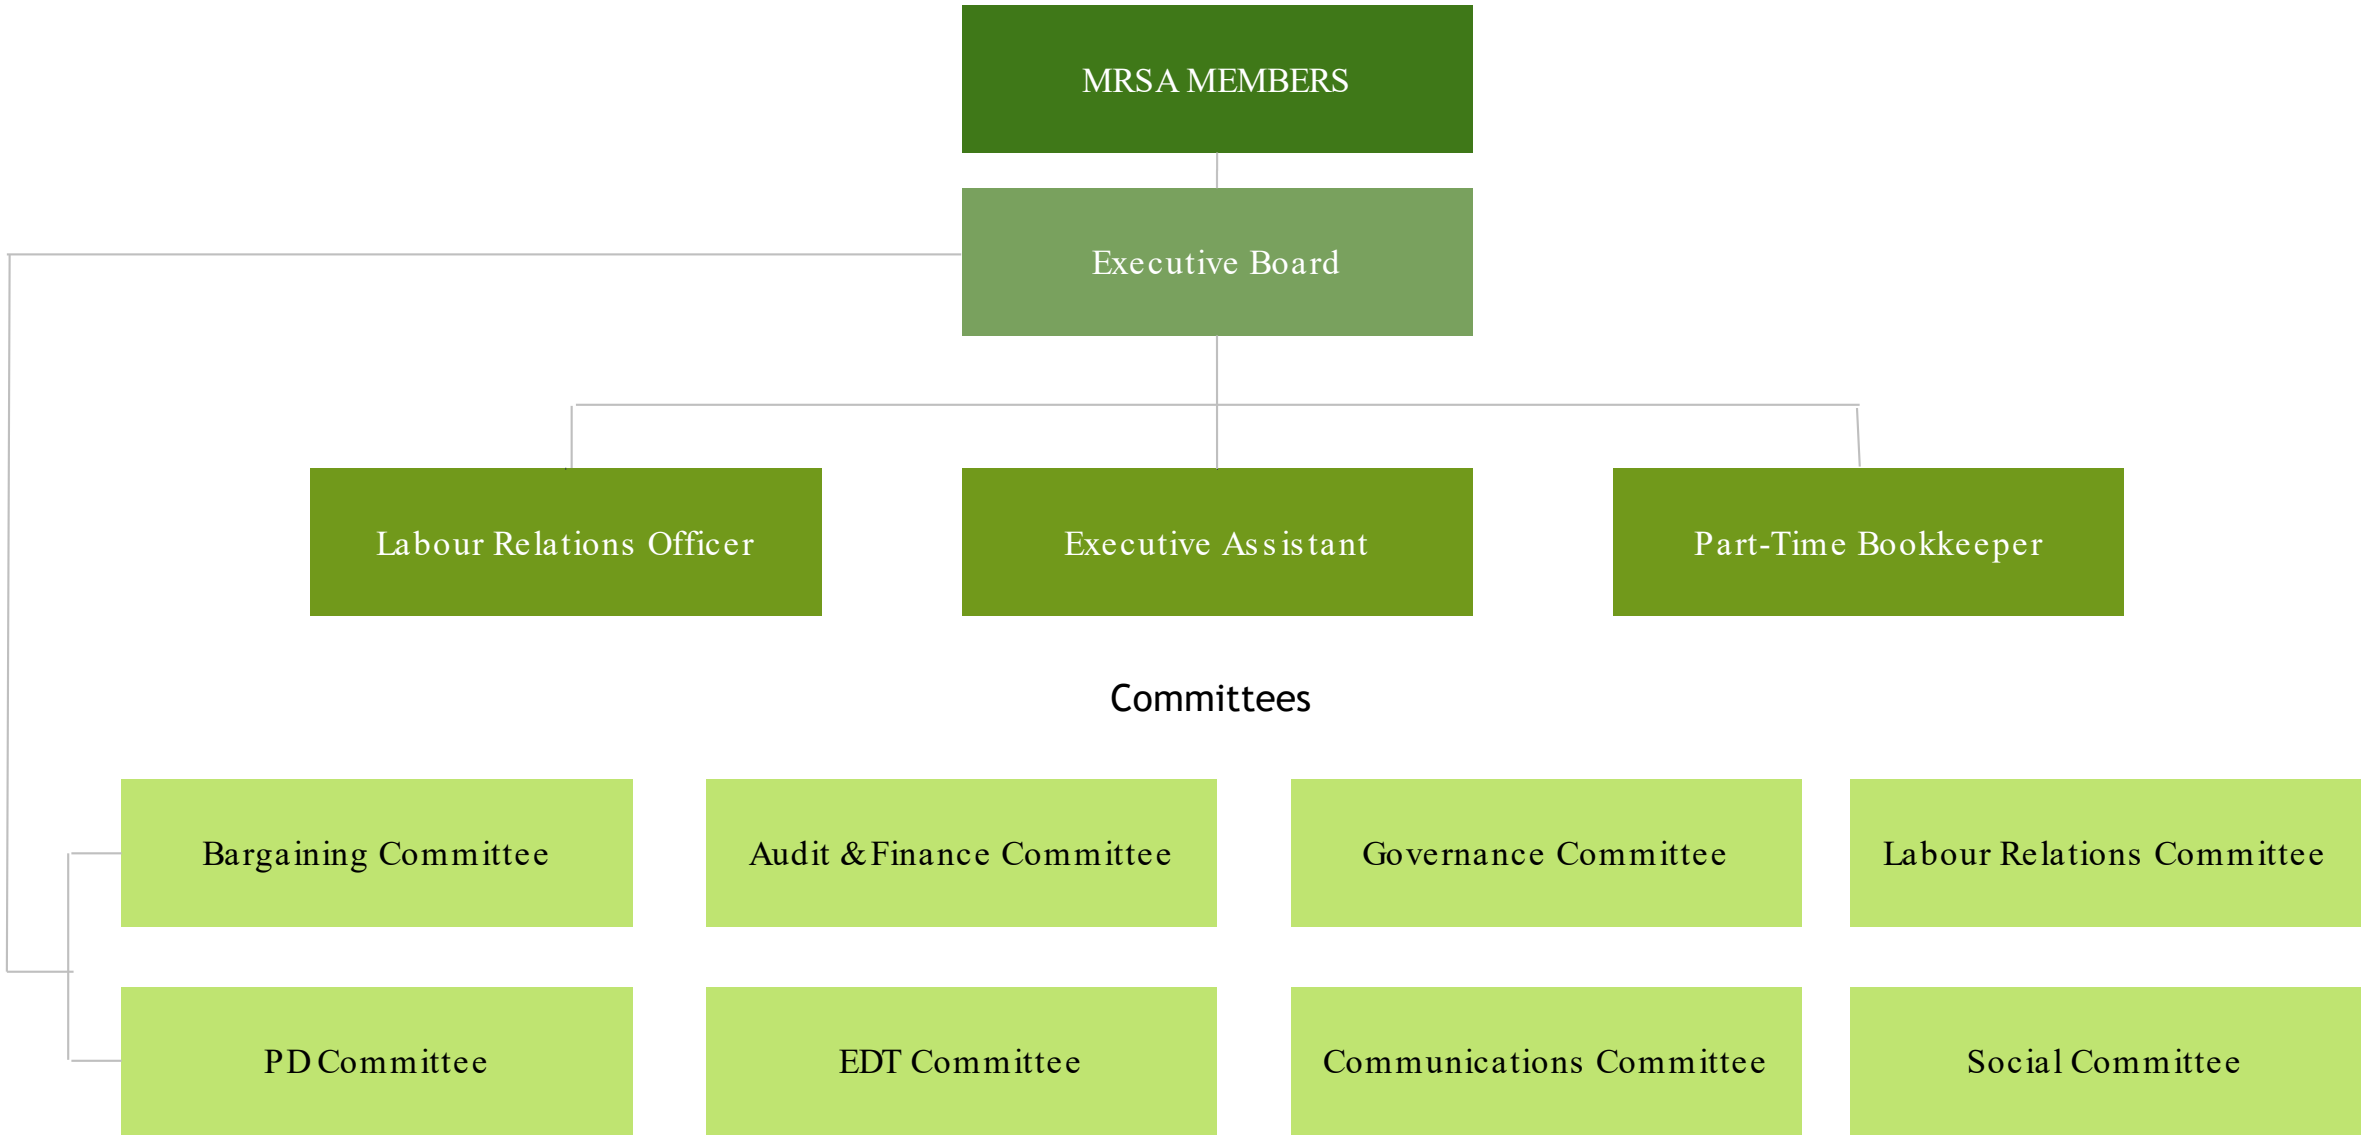 MRSA MEMBERS
Executive Board
Labour Relations Officer
Executive Assistant
Part-Time Bookkeeper
Committees
Bargaining Committee
Audit & Finance Committee
Governance Committee
Labour Relations Committee
PD Committee
EDT Committee
Communications Committee
Social Committee